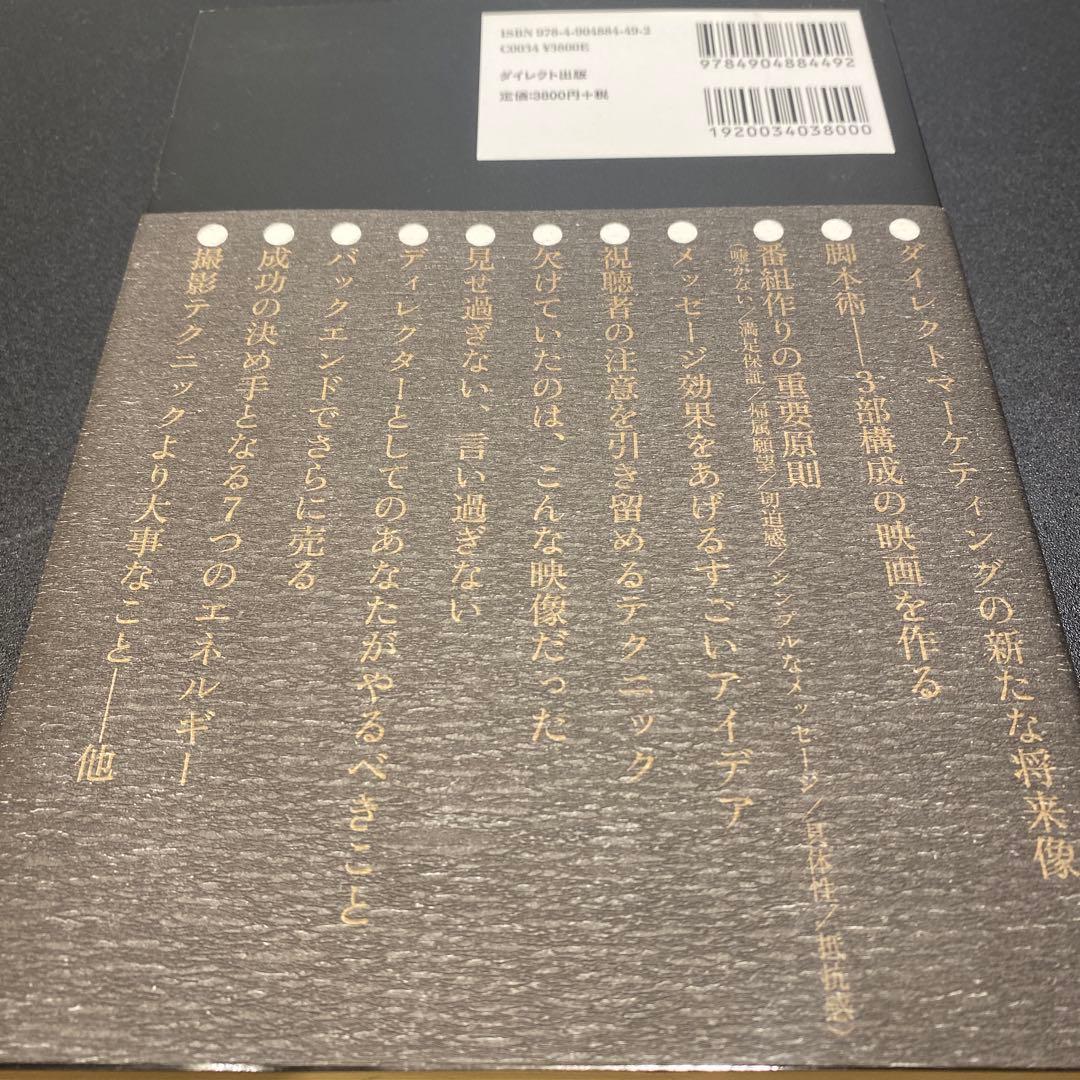 ISBN 978-4-904884-49-2
C0034 ¥3800E
ダイレクト出版
定価:3800円+税
9784904884492
1920034038000
●ダイレクトマーケティングの新たな将来像
●脚本術――3部構成の映画を作る
●番組作りの重要原則
〈嘘がない/満足保証/帰属願望/切迫感/シンプルなメッセージ/具体性/抵抗感〉
●メッセージ効果をあげるすごいアイデア
●視聴者の注意を引き留めるテクニック
●欠けていたのは、こんな映像だった
●見せ過ぎない、言い過ぎない
●ディレクターとしてのあなたがやるべきこと
●バックエンドでさらに売る
●成功の決め手となる7つのエネルギー
●撮影テクニックより大事なこと――他